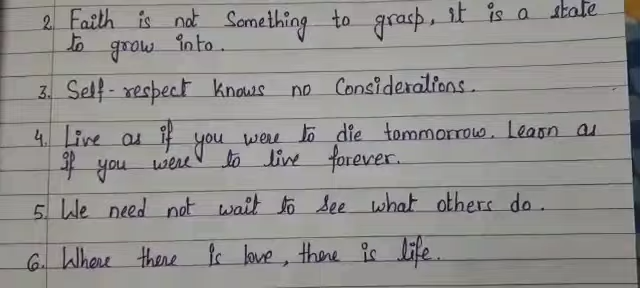 2. Faith is not Something to grasp, it is a state
to grow into.
3. Self-respect knows no Considerations.
4. Live as if you were to die tommorrow. Learn as
if you were to live forever.
5. We need not wait to see what others do.
6. Where there is love, there is life.